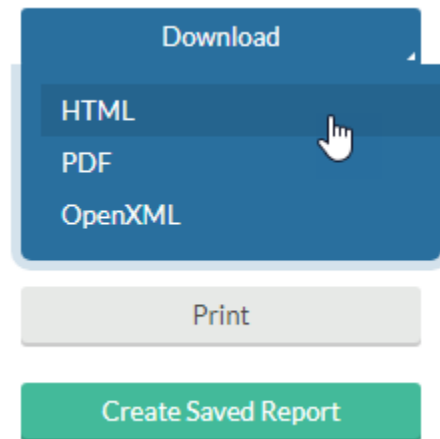 Download
HTML
PDF
OpenXML
Print
Create Saved Report